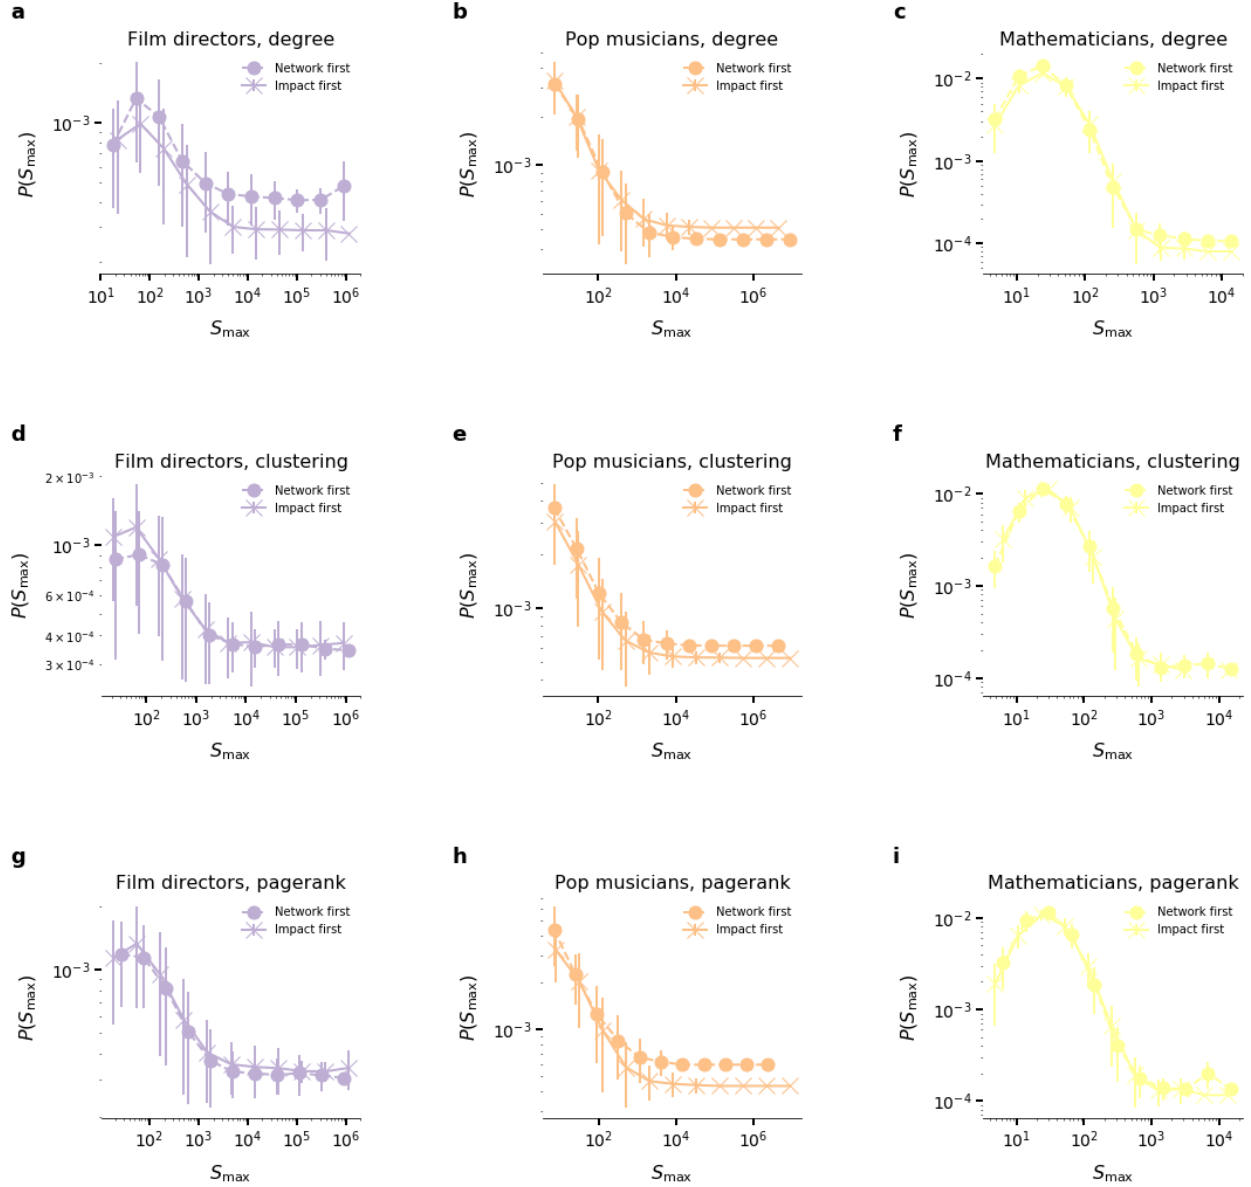 a
Film directors, degree
Network first
Impact first
10⁻³
P(S_max)
10¹ 10² 10³ 10⁴ 10⁵ 10⁶
S_max
b
Pop musicians, degree
Network first
Impact first
10⁻³
P(S_max)
10² 10⁴ 10⁶
S_max
c
Mathematicians, degree
Network first
Impact first
10⁻²
10⁻³
10⁻⁴
P(S_max)
10¹ 10² 10³ 10⁴
S_max
d
Film directors, clustering
Network first
Impact first
2 × 10⁻³
10⁻³
6 × 10⁻⁴
4 × 10⁻⁴
3 × 10⁻⁴
P(S_max)
10² 10³ 10⁴ 10⁵ 10⁶
S_max
e
Pop musicians, clustering
Network first
Impact first
10⁻³
P(S_max)
10² 10⁴ 10⁶
S_max
f
Mathematicians, clustering
Network first
Impact first
10⁻²
10⁻³
10⁻⁴
P(S_max)
10¹ 10² 10³ 10⁴
S_max
g
Film directors, pagerank
Network first
Impact first
10⁻³
P(S_max)
10² 10³ 10⁴ 10⁵ 10⁶
S_max
h
Pop musicians, pagerank
Network first
Impact first
10⁻³
P(S_max)
10² 10⁴ 10⁶
S_max
i
Mathematicians, pagerank
Network first
Impact first
10⁻²
10⁻³
10⁻⁴
P(S_max)
10¹ 10² 10³ 10⁴
S_max